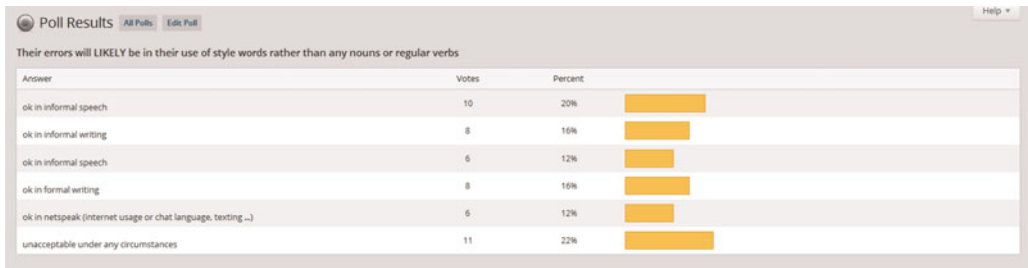 Help
Poll Results All Polls Edit Poll
Their errors will LIKELY be in their use of style words rather than any nouns or regular verbs
Answer Votes Percent
ok in informal speech 10 20%
ok in informal writing 8 16%
ok in informal speech 6 12%
ok in formal writing 8 16%
ok in netspeak (internet usage or chat language, texting ...) 6 12%
unacceptable under any circumstances 11 22%